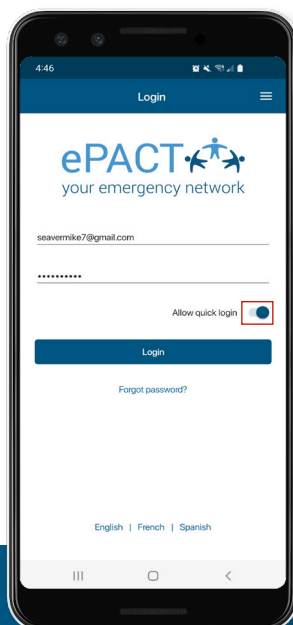 4:46
Login
ePACT
your emergency network
seavermike7@gmail.com
••••••••••
Allow quick login
Login
Forgot password?
English | French | Spanish